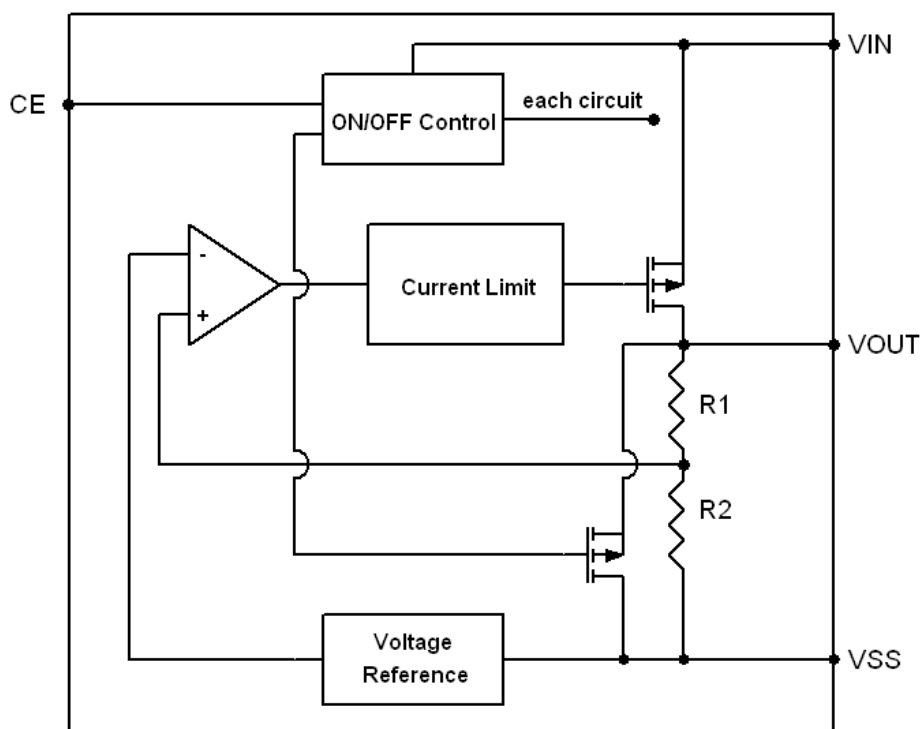 VIN
CE
each circuit
ON/OFF Control
-
Current Limit
+
VOUT
R1
R2
Voltage
Reference
VSS